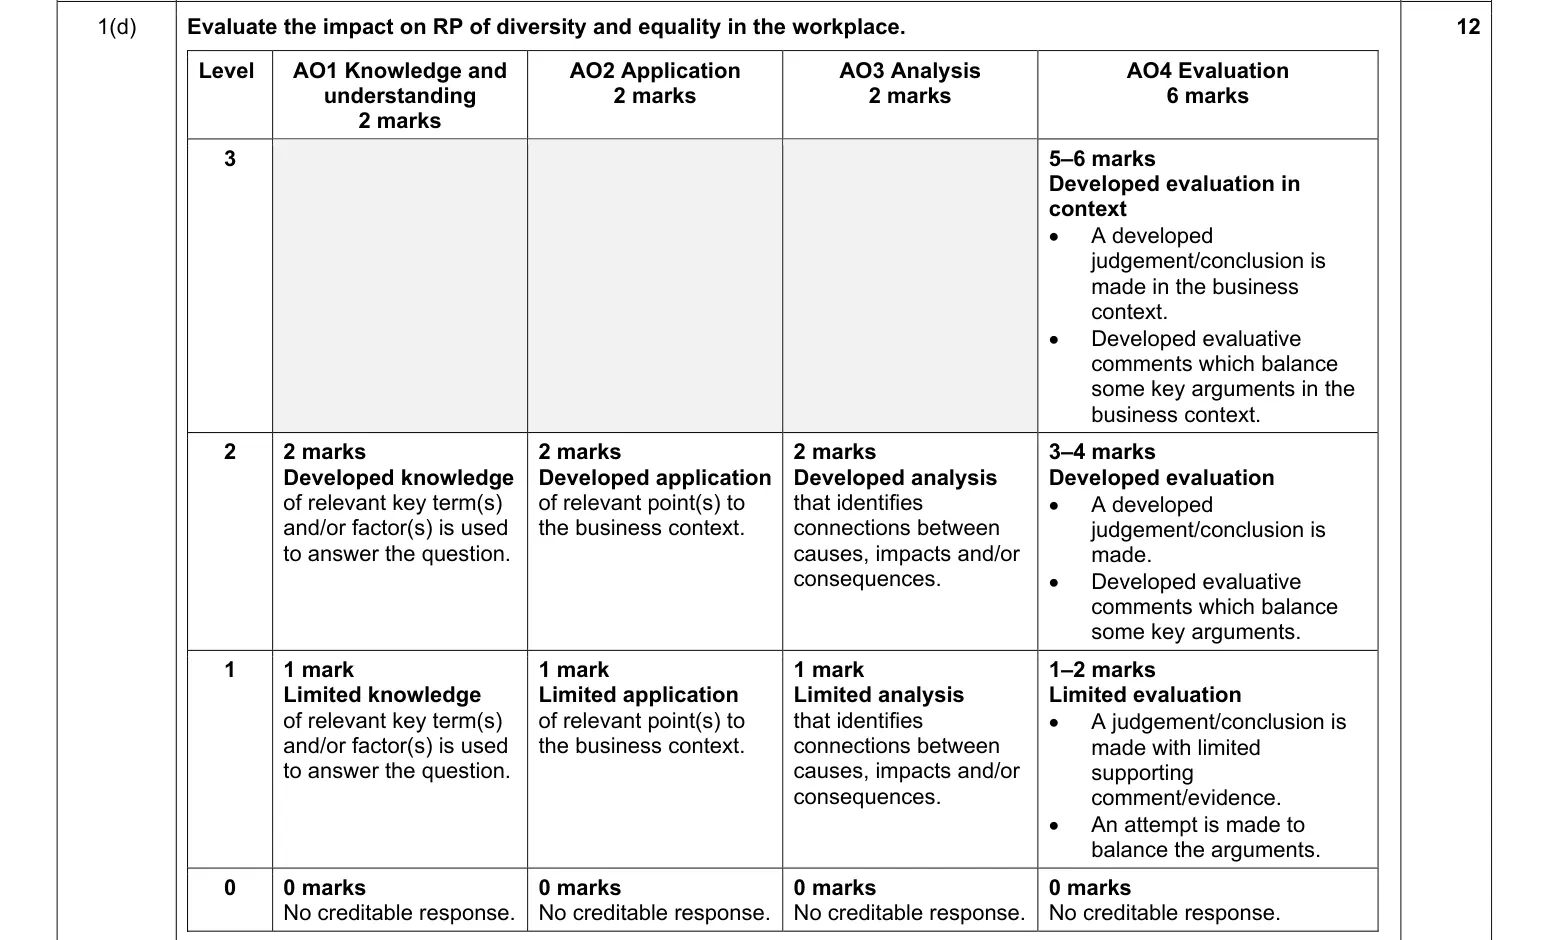 1(d) Evaluate the impact on RP of diversity and equality in the workplace. 12
Level AO1 Knowledge and understanding 2 marks AO2 Application 2 marks AO3 Analysis 2 marks AO4 Evaluation 6 marks
3
5–6 marks
Developed evaluation in
context
• A developed
judgement/conclusion is
made in the business
context.
• Developed evaluative
comments which balance
some key arguments in the
business context.
2
2 marks
Developed knowledge
of relevant key term(s)
and/or factor(s) is used
to answer the question.
2 marks
Developed application
of relevant point(s) to
the business context.
2 marks
Developed analysis
that identifies
connections between
causes, impacts and/or
consequences.
3–4 marks
Developed evaluation
• A developed
judgement/conclusion is
made.
• Developed evaluative
comments which balance
some key arguments.
1
1 mark
Limited knowledge
of relevant key term(s)
and/or factor(s) is used
to answer the question.
1 mark
Limited application
of relevant point(s) to
the business context.
1 mark
Limited analysis
that identifies
connections between
causes, impacts and/or
consequences.
1–2 marks
Limited evaluation
• A judgement/conclusion is
made with limited
supporting
comment/evidence.
• An attempt is made to
balance the arguments.
0
0 marks
No creditable response.
0 marks
No creditable response.
0 marks
No creditable response.
0 marks
No creditable response.